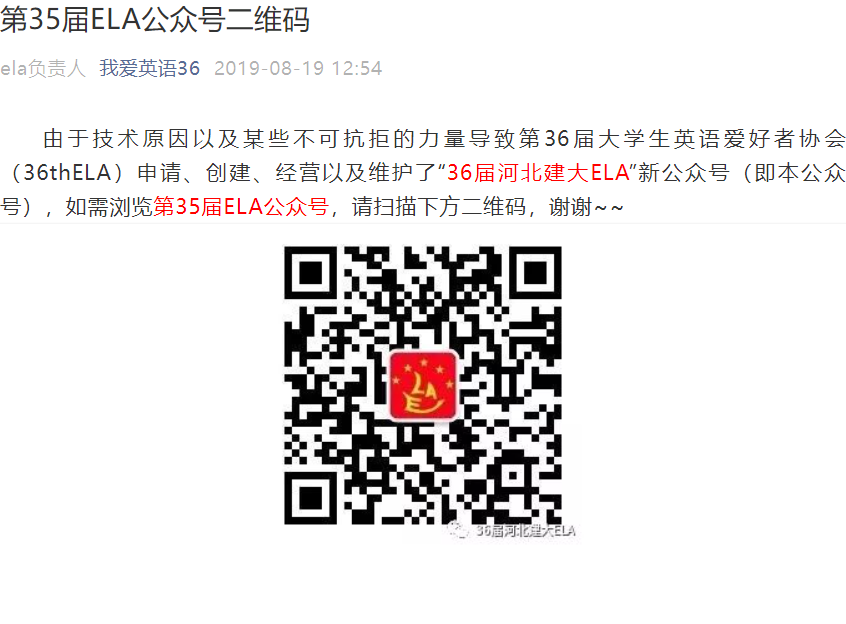 第35届ELA公众号二维码
ela负责人 我爱英语36 2019-08-19 12:54
由于技术原因以及某些不可抗拒的力量导致第36届大学生英语爱好者协会
（36thELA）申请、创建、经营以及维护了“36届河北建大ELA”新公众号（即本公众
号），如需浏览第35届ELA公众号，请扫描下方二维码，谢谢~~
LA
E
36届河北建大ELA